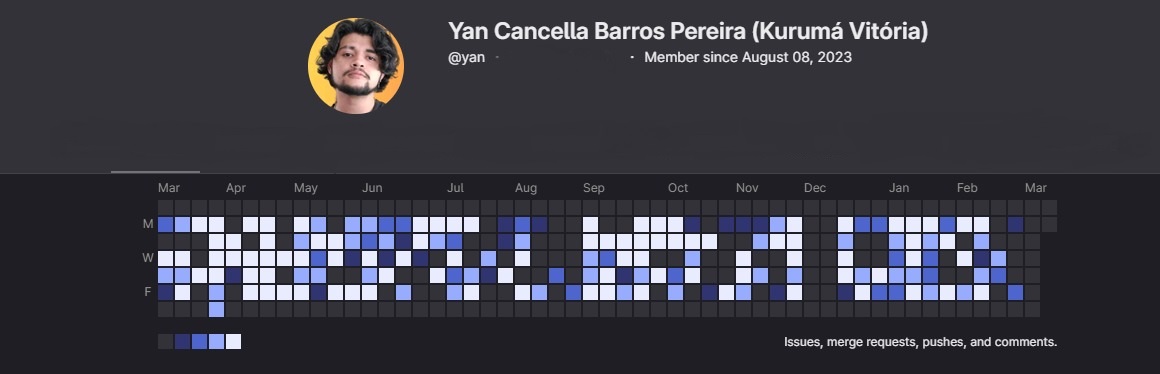 Yan Cancella Barros Pereira (Kurumá Vitória)
@yan · · Member since August 08, 2023
Mar Apr May Jun Jul Aug Sep Oct Nov Dec Jan Feb Mar
M
W
F
Issues, merge requests, pushes, and comments.